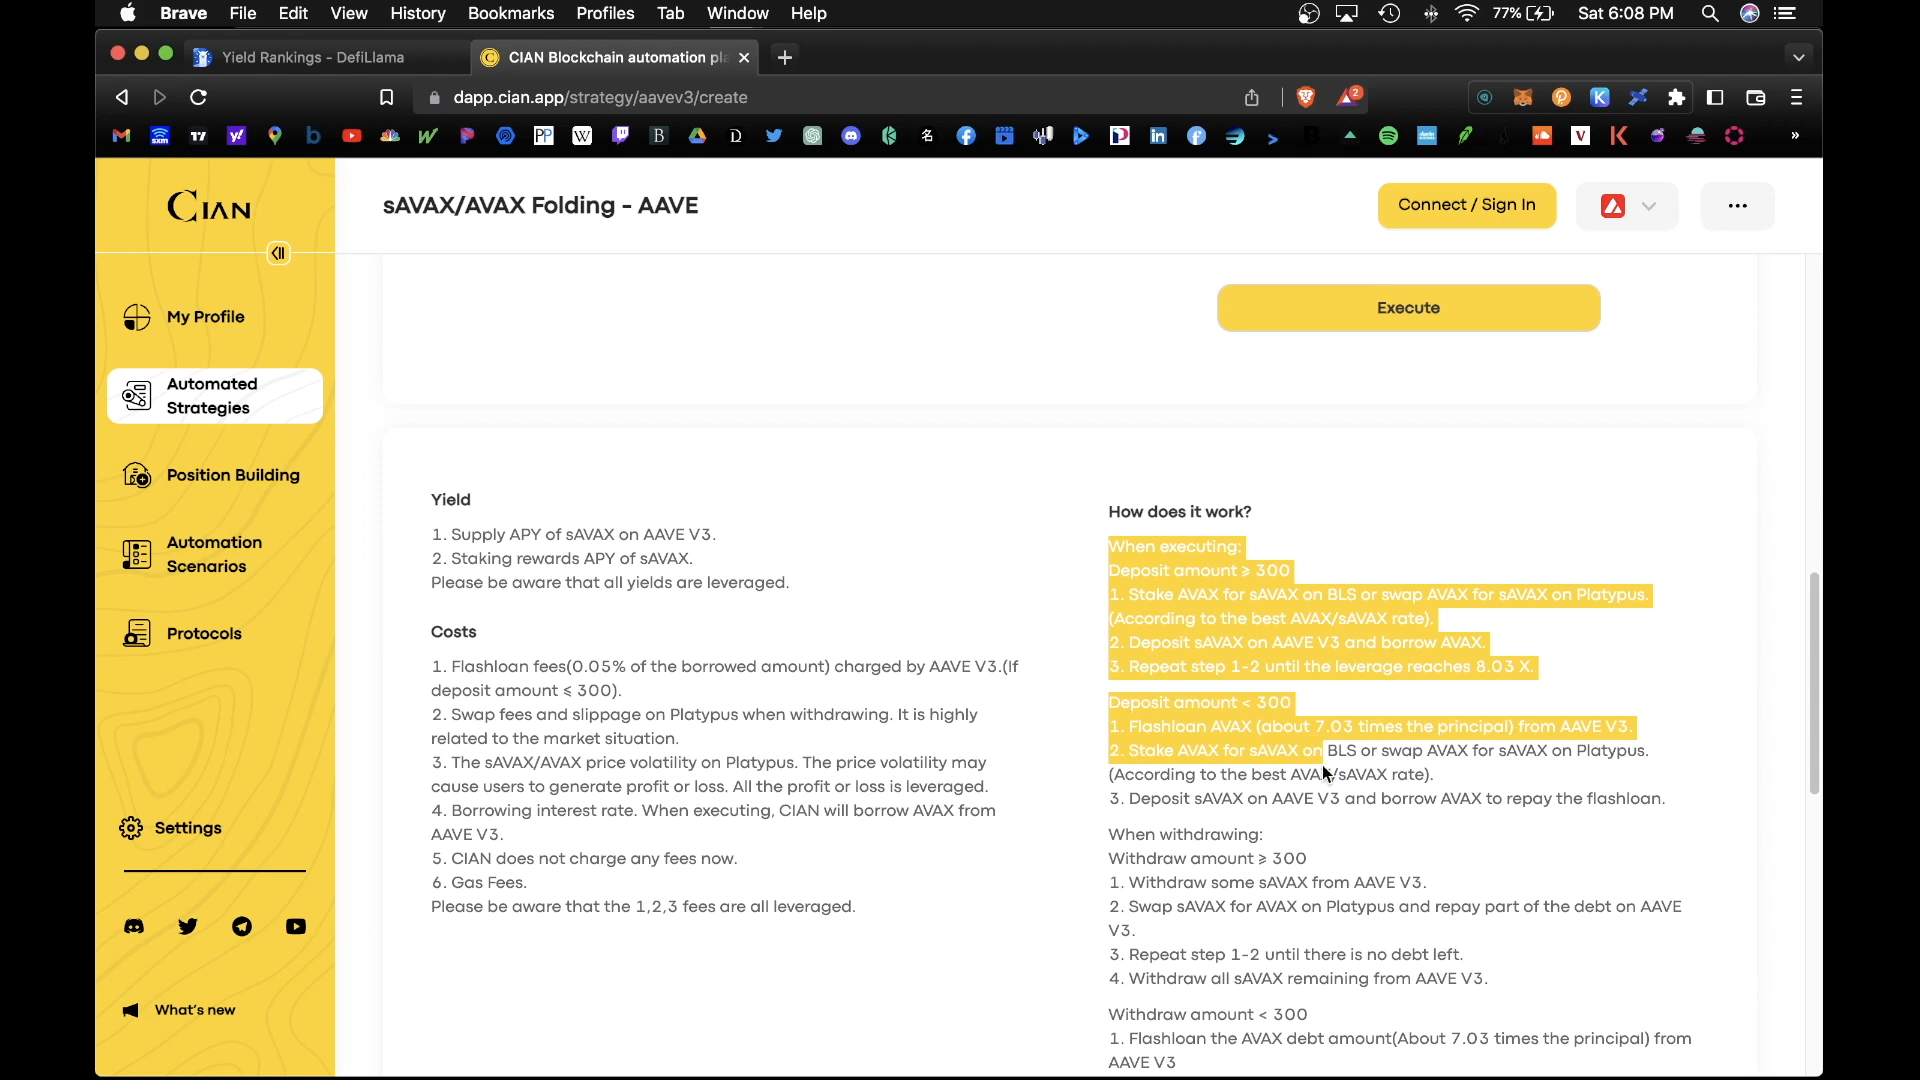 Brave File Edit View History Bookmarks Profiles Tab Window Help
77% Sat 6:08 PM
Yield Rankings - DefiLlama
CIAN Blockchain automation pla
dapp.cian.app/strategy/aavev3/create
2
CIAN
sAVAX/AVAX Folding - AAVE
Connect / Sign In
My Profile
Automated
Strategies
Position Building
Automation
Scenarios
Protocols
Settings
What's new
Execute
Yield
1. Supply APY of sAVAX on AAVE V3.
2. Staking rewards APY of sAVAX.
Please be aware that all yields are leveraged.
Costs
1. Flashloan fees(0.05% of the borrowed amount) charged by AAVE V3.(If
deposit amount ≤ 300).
2. Swap fees and slippage on Platypus when withdrawing. It is highly
related to the market situation.
3. The sAVAX/AVAX price volatility on Platypus. The price volatility may
cause users to generate profit or loss. All the profit or loss is leveraged.
4. Borrowing interest rate. When executing, CIAN will borrow AVAX from
AAVE V3.
5. CIAN does not charge any fees now.
6. Gas Fees.
Please be aware that the 1,2,3 fees are all leveraged.
How does it work?
When executing:
Deposit amount ≥ 300
1. Stake AVAX for sAVAX on BLS or swap AVAX for sAVAX on Platypus.
(According to the best AVAX/sAVAX rate).
2. Deposit sAVAX on AAVE V3 and borrow AVAX.
3. Repeat step 1-2 until the leverage reaches 8.03 X.
Deposit amount < 300
1. Flashloan AVAX (about 7.03 times the principal) from AAVE V3.
2. Stake AVAX for sAVAX on BLS or swap AVAX for sAVAX on Platypus.
(According to the best AVAX/sAVAX rate).
3. Deposit sAVAX on AAVE V3 and borrow AVAX to repay the flashloan.
When withdrawing:
Withdraw amount ≥ 300
1. Withdraw some sAVAX from AAVE V3.
2. Swap sAVAX for AVAX on Platypus and repay part of the debt on AAVE
V3.
3. Repeat step 1-2 until there is no debt left.
4. Withdraw all sAVAX remaining from AAVE V3.
Withdraw amount < 300
1. Flashloan the AVAX debt amount(About 7.03 times the principal) from
AAVE V3